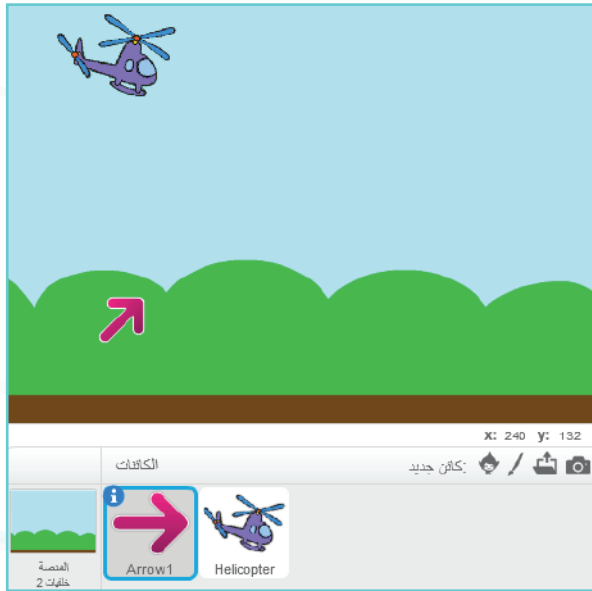 x: 240 y: 132
الكائنات
كائن جديد:
Arrow1
Helicopter
المنصة
خلفيات 2